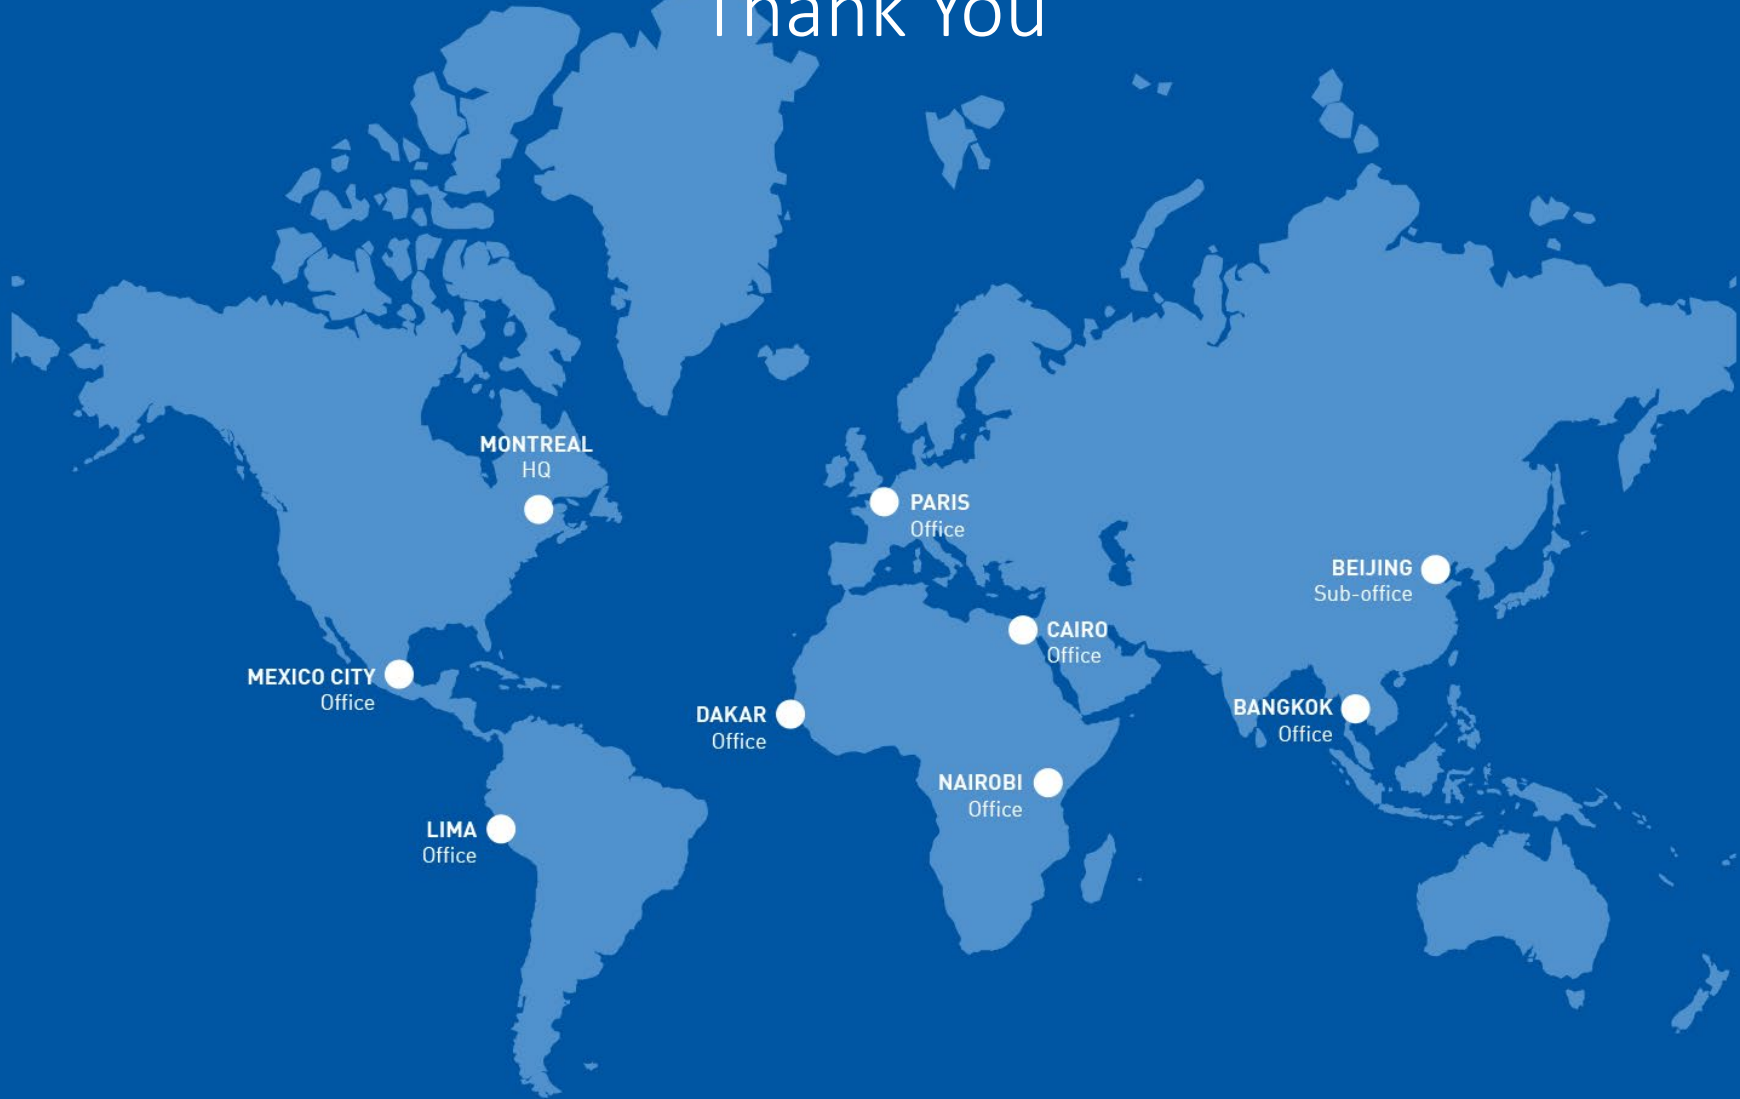 Thank You
MONTREAL
HQ
PARIS
Office
BEIJING
Sub-office
CAIRO
Office
MEXICO CITY
Office
DAKAR
Office
BANGKOK
Office
NAIROBI
Office
LIMA
Office